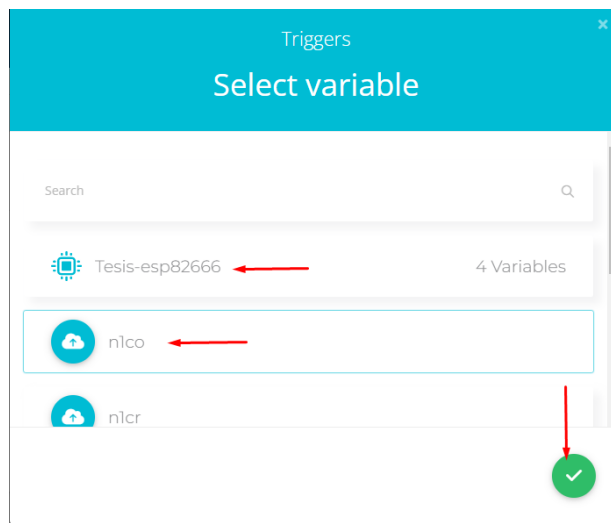 Triggers
Select variable
Search
Tesis-esp82666
4 Variables
n1co
n1cr